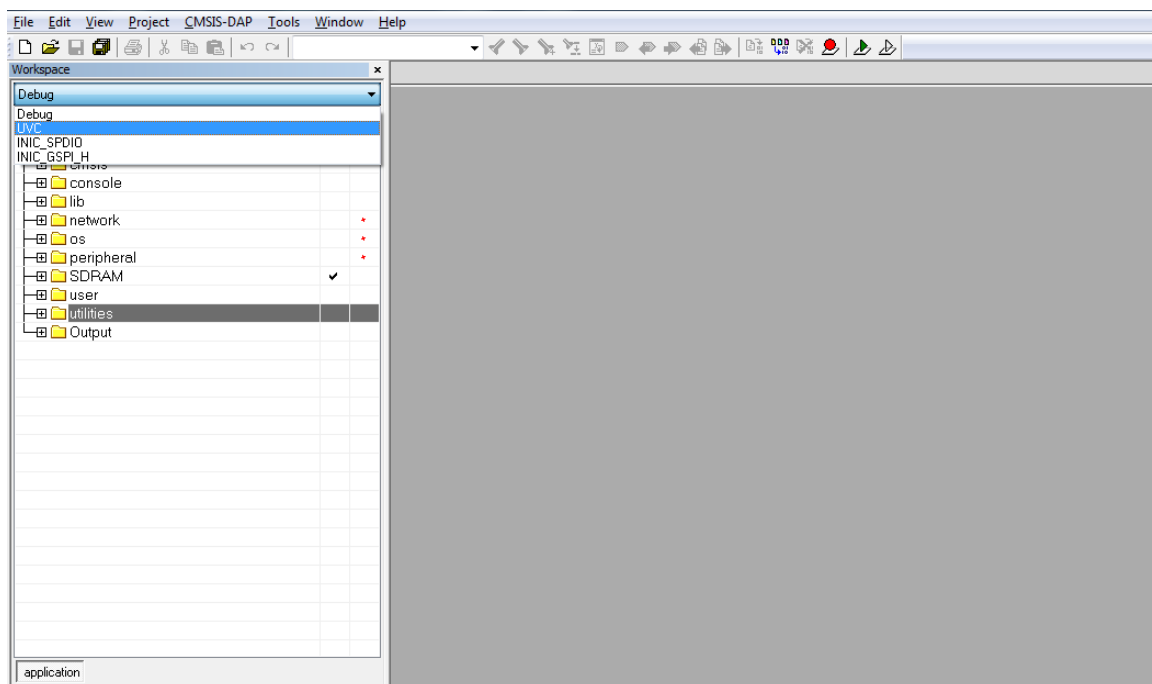 File Edit View Project CMSIS-DAP Tools Window Help
Workspace
Debug
Debug
UVC
INIC_SPDIO
INIC_GSPI_H
cmsis
console
lib
network
os
peripheral
SDRAM
user
utilities
Output
application